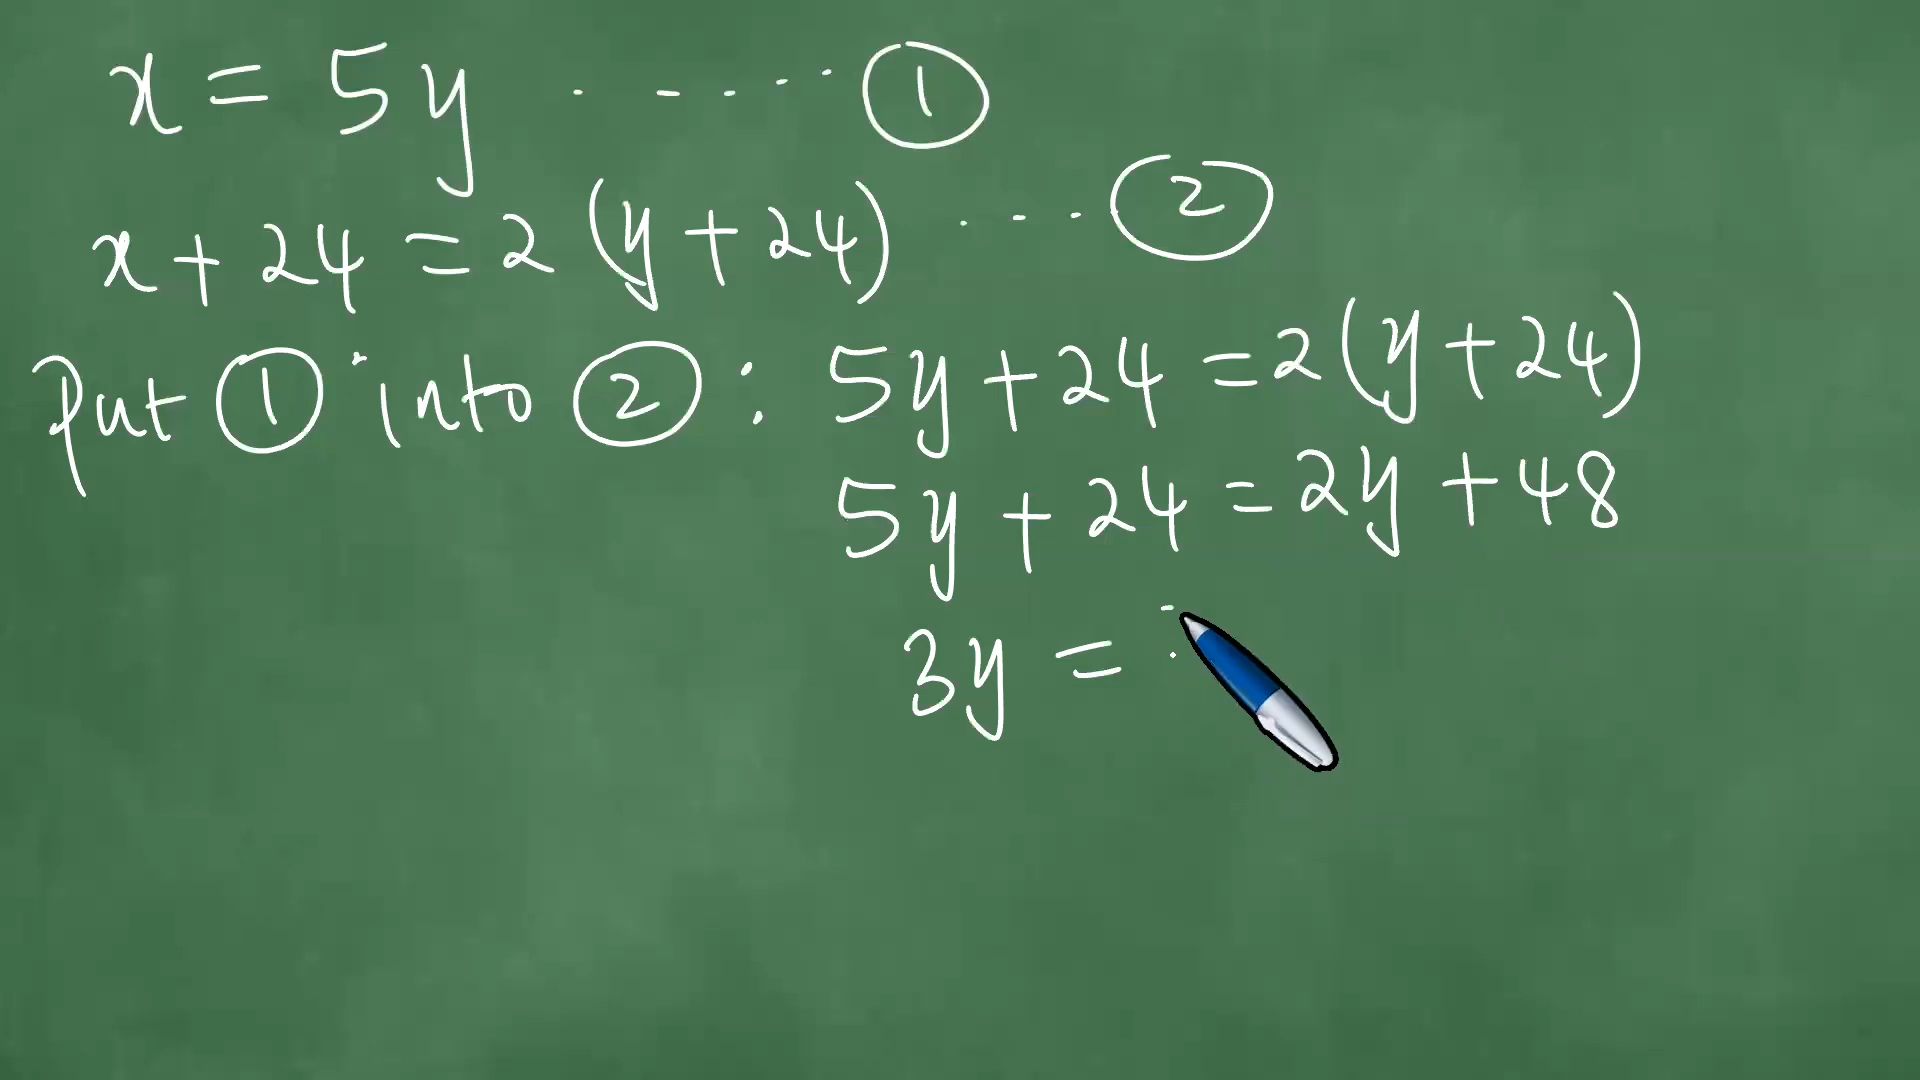 x = 5y ...... ①
x + 24 = 2 (y + 24) .... ②
Put ① into ② : 5y + 24 = 2 (y + 24)
5y + 24 = 2y + 48
3y =